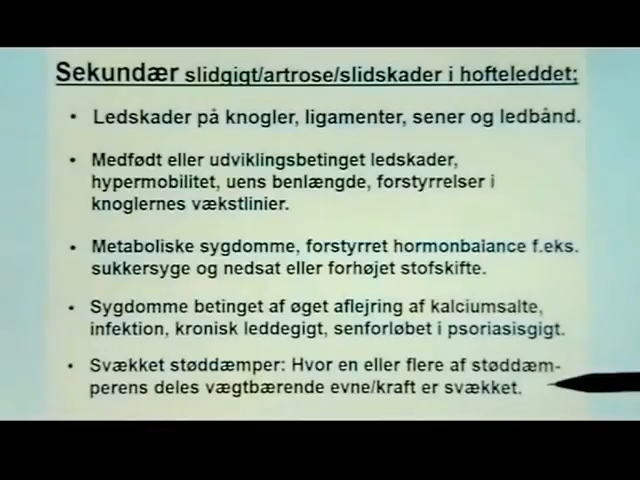 Sekundær slidgigt/artrose/slidskader i hofteleddet;
• Ledskader på knogler, ligamenter, sener og ledbånd.
• Medfødt eller udviklingsbetinget ledskader,
hypermobilitet, uens benlængde, forstyrrelser i
knoglernes vækstlinier.
• Metaboliske sygdomme, forstyrret hormonbalance f.eks.
sukkersyge og nedsat eller forhøjet stofskifte.
• Sygdomme betinget af øget aflejring af kalciumsalte,
infektion, kronisk leddegigt, senforløbet i psoriasisgigt.
• Svækket støddæmper: Hvor en eller flere af støddæm-
perens deles vægtbærende evne/kraft er svækket.